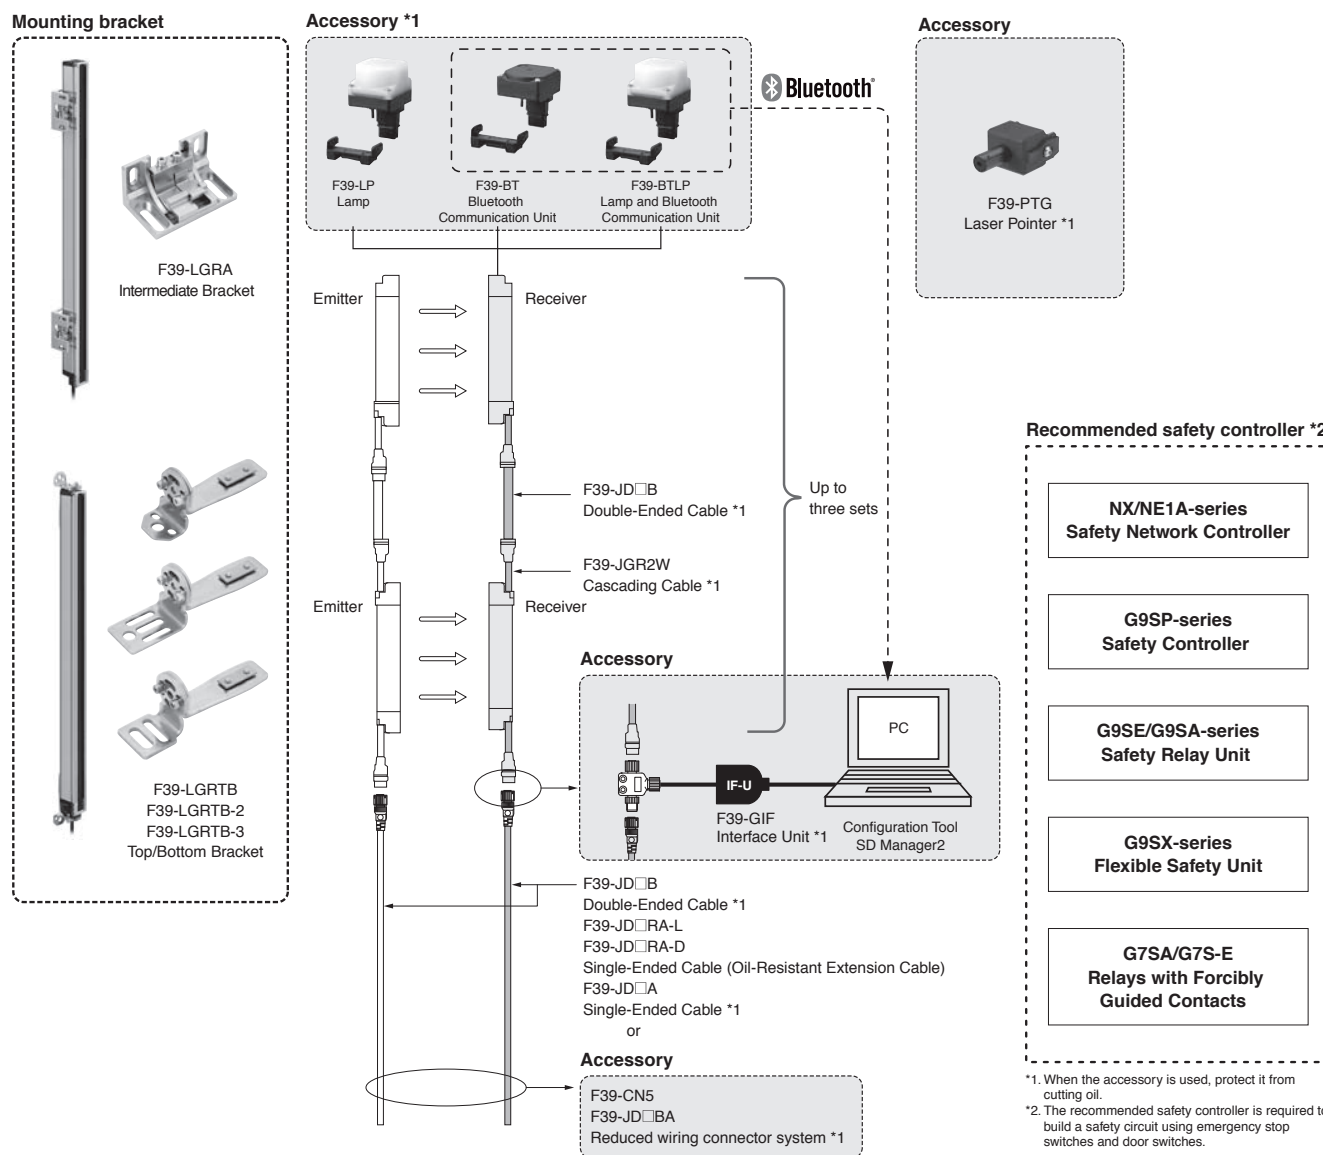 Mounting bracket
F39-LGRA
Intermediate Bracket
F39-LGRTB
F39-LGRTB-2
F39-LGRTB-3
Top/Bottom Bracket
Accessory *1
F39-LP
Lamp
F39-BT
Bluetooth
Communication Unit
F39-BTLP
Lamp and Bluetooth
Communication Unit
Bluetooth®
Accessory
F39-PTG
Laser Pointer *1
Emitter
Receiver
F39-JD□B
Double-Ended Cable *1
F39-JGR2W
Cascading Cable *1
Up to
three sets
Emitter
Receiver
Accessory
PC
IF-U
F39-GIF
Interface Unit *1
Configuration Tool
SD Manager2
F39-JD□B
Double-Ended Cable *1
F39-JD□RA-L
F39-JD□RA-D
Single-Ended Cable (Oil-Resistant Extension Cable)
F39-JD□A
Single-Ended Cable *1
or
Accessory
F39-CN5
F39-JD□BA
Reduced wiring connector system *1
Recommended safety controller *2
NX/NE1A-series
Safety Network Controller
G9SP-series
Safety Controller
G9SE/G9SA-series
Safety Relay Unit
G9SX-series
Flexible Safety Unit
G7SA/G7S-E
Relays with Forcibly
Guided Contacts
*1. When the accessory is used, protect it from
cutting oil.
*2. The recommended safety controller is required to
build a safety circuit using emergency stop
switches and door switches.